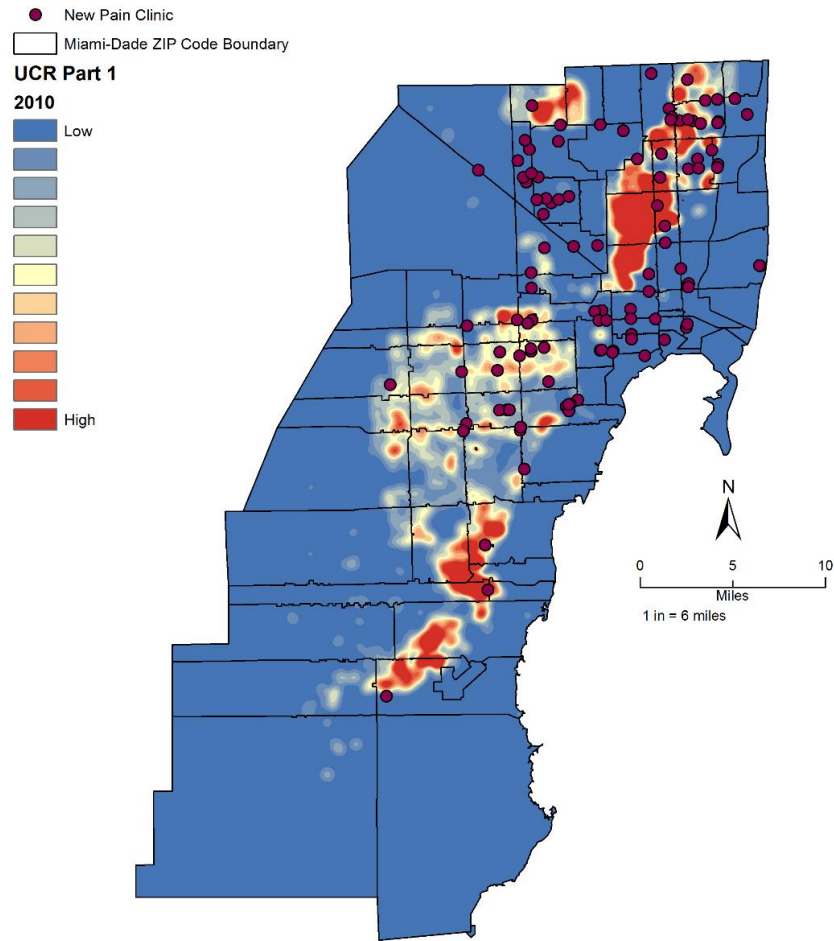 New Pain Clinic
Miami-Dade ZIP Code Boundary
UCR Part 1
2010
Low
High
N
0 5 10
Miles
1 in = 6 miles